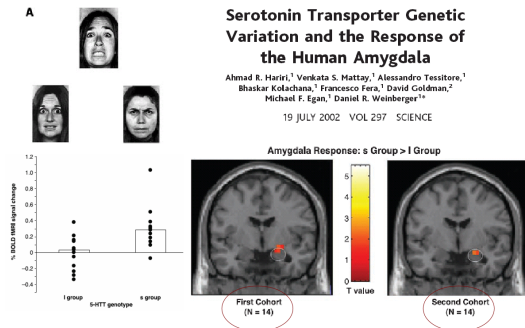 A
Serotonin Transporter Genetic
Variation and the Response of
the Human Amygdala
Ahmad R. Hariri,1 Venkata S. Mattay,1 Alessandro Tessitore,1
Bhaskar Kolachana,1 Francesco Fera,1 David Goldman,2
Michael F. Egan,1 Daniel R. Weinberger1*
19 JULY 2002 VOL 297 SCIENCE
% BOLD fMRI signal change
1.2
1.0
0.8
0.6
0.4
0.2
0
−0.2
−0.4
l group
s group
5-HTT genotype
Amygdala Response: s Group > l Group
5
4
3
2
1
0
T value
First Cohort
(N = 14)
Second Cohort
(N = 14)